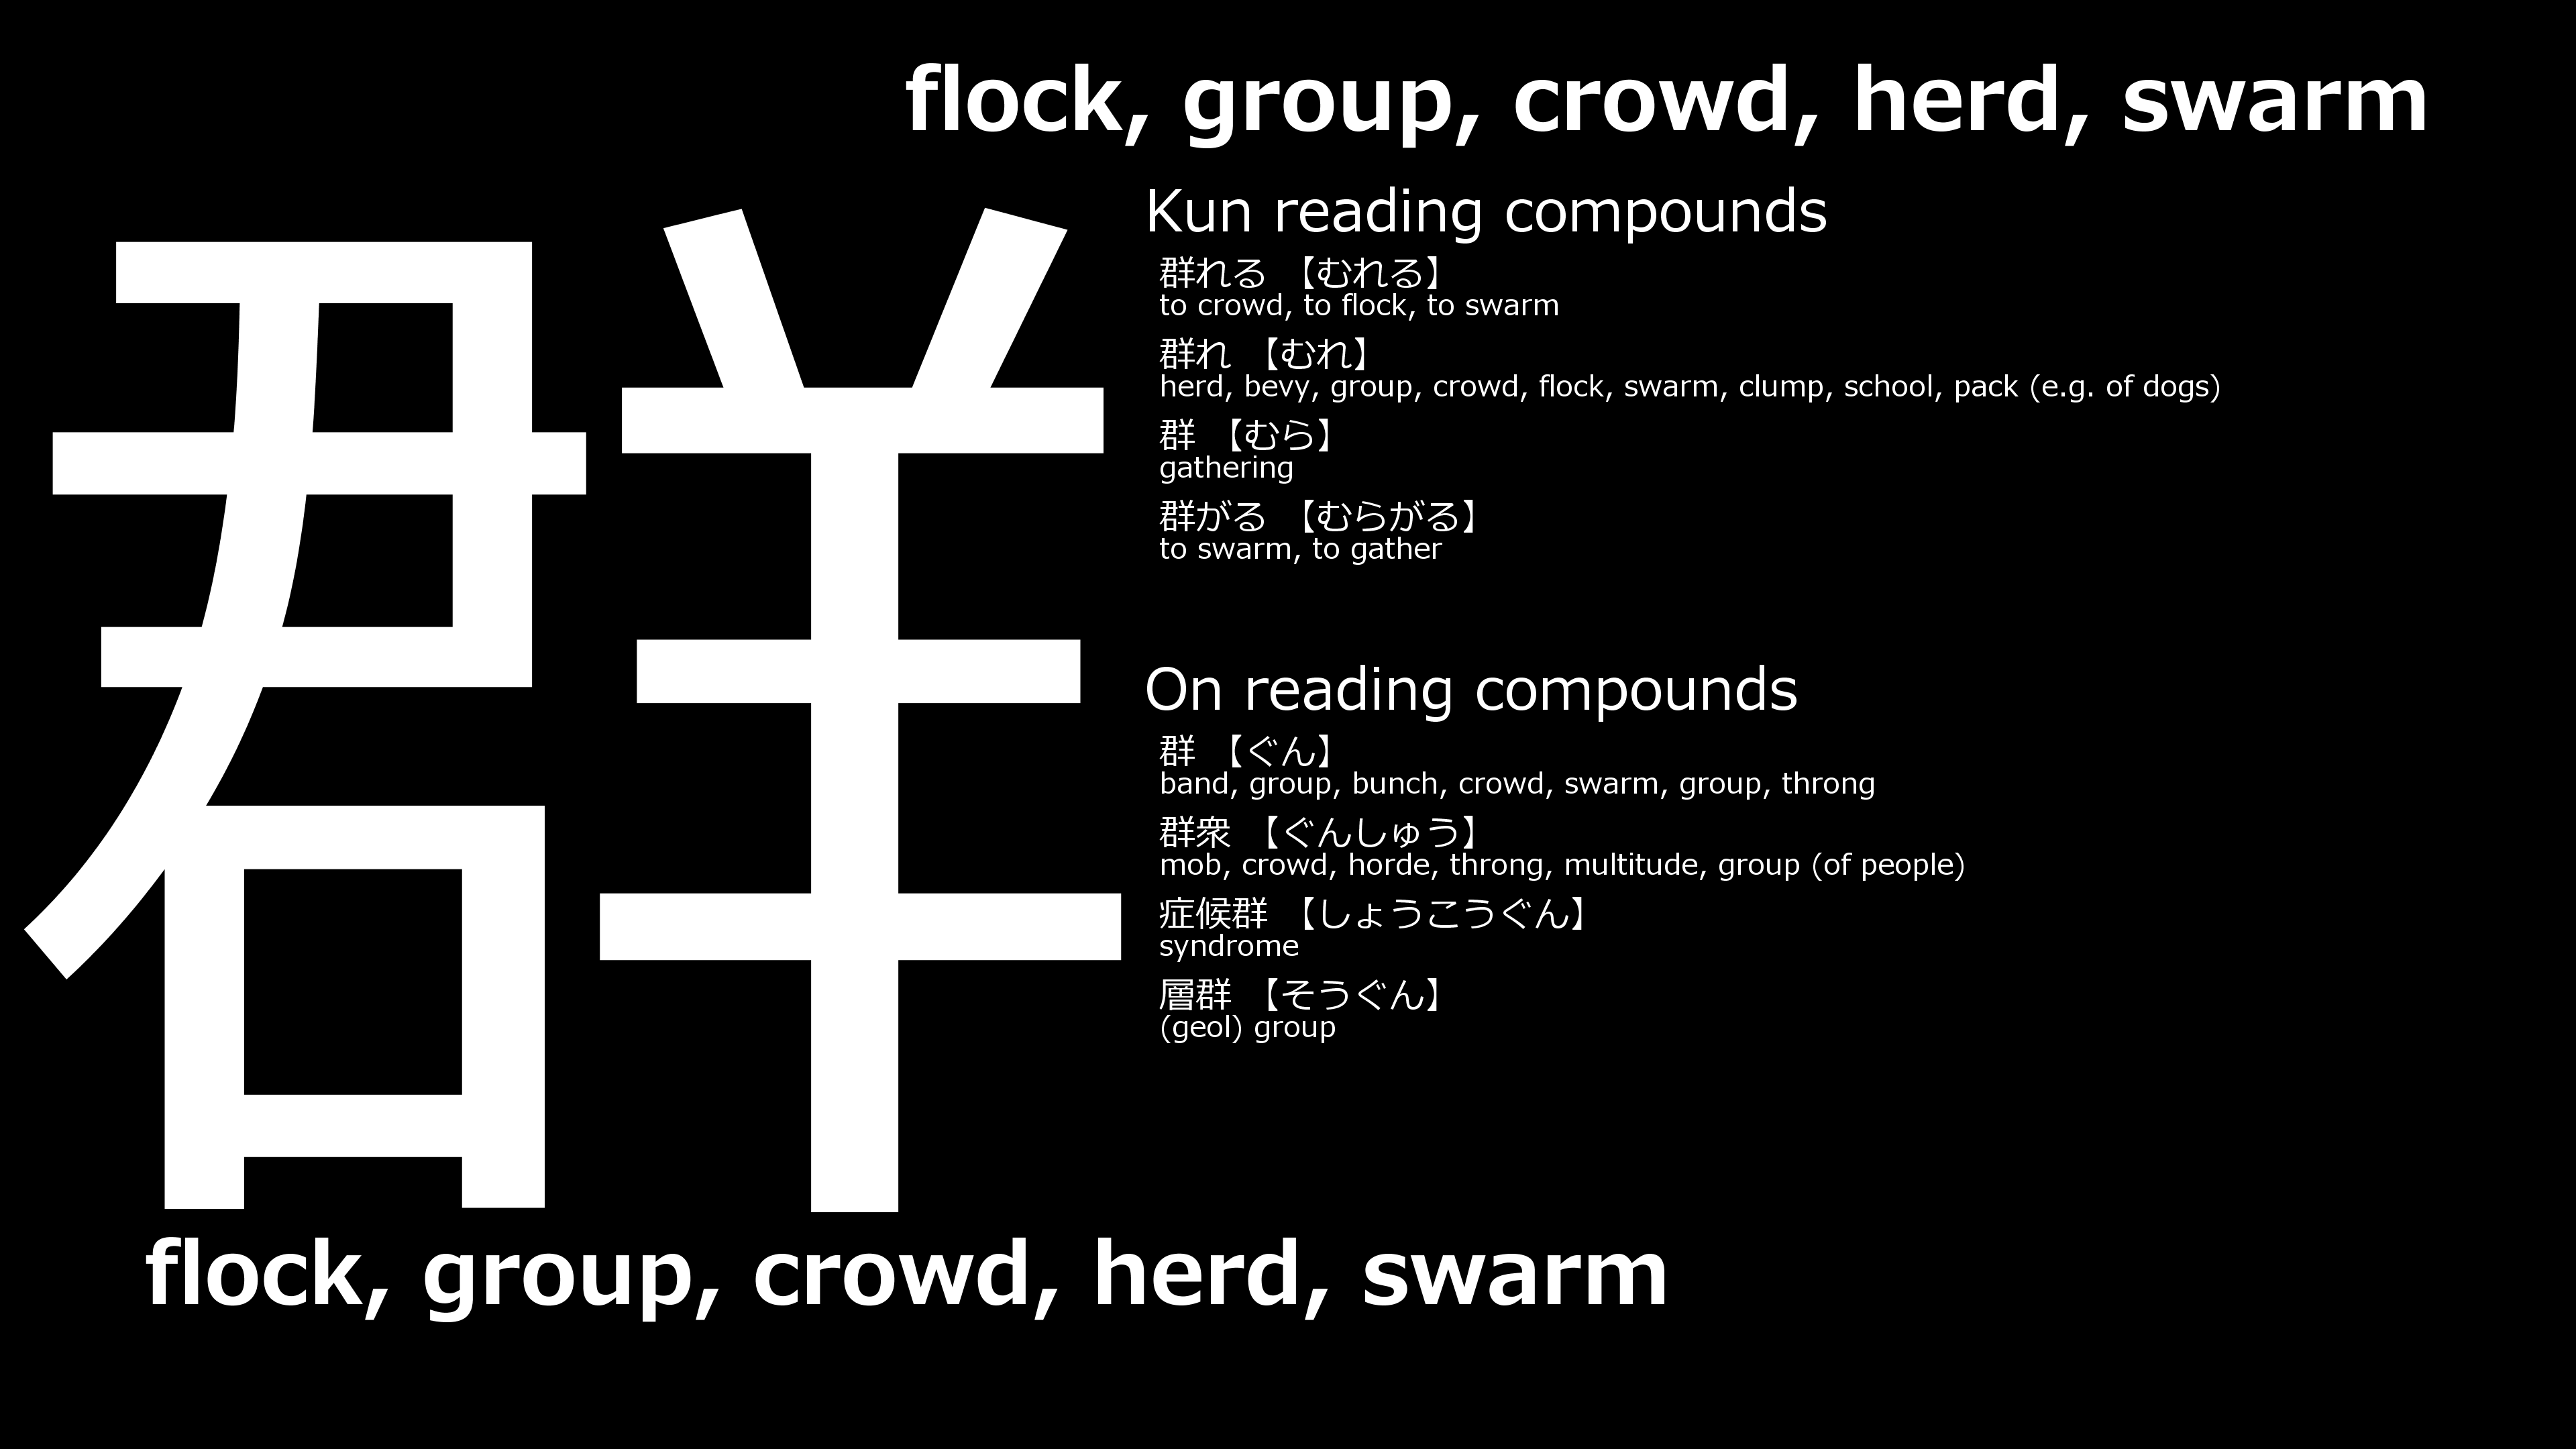 flock, group, crowd, herd, swarm
群
Kun reading compounds
群れる 【むれる】
to crowd, to flock, to swarm
群れ 【むれ】
herd, bevy, group, crowd, flock, swarm, clump, school, pack (e.g. of dogs)
群 【むら】
gathering
群がる 【むらがる】
to swarm, to gather
On reading compounds
群 【ぐん】
band, group, bunch, crowd, swarm, group, throng
群衆 【ぐんしゅう】
mob, crowd, horde, throng, multitude, group (of people)
症候群 【しょうこうぐん】
syndrome
層群 【そうぐん】
(geol) group
flock, group, crowd, herd, swarm